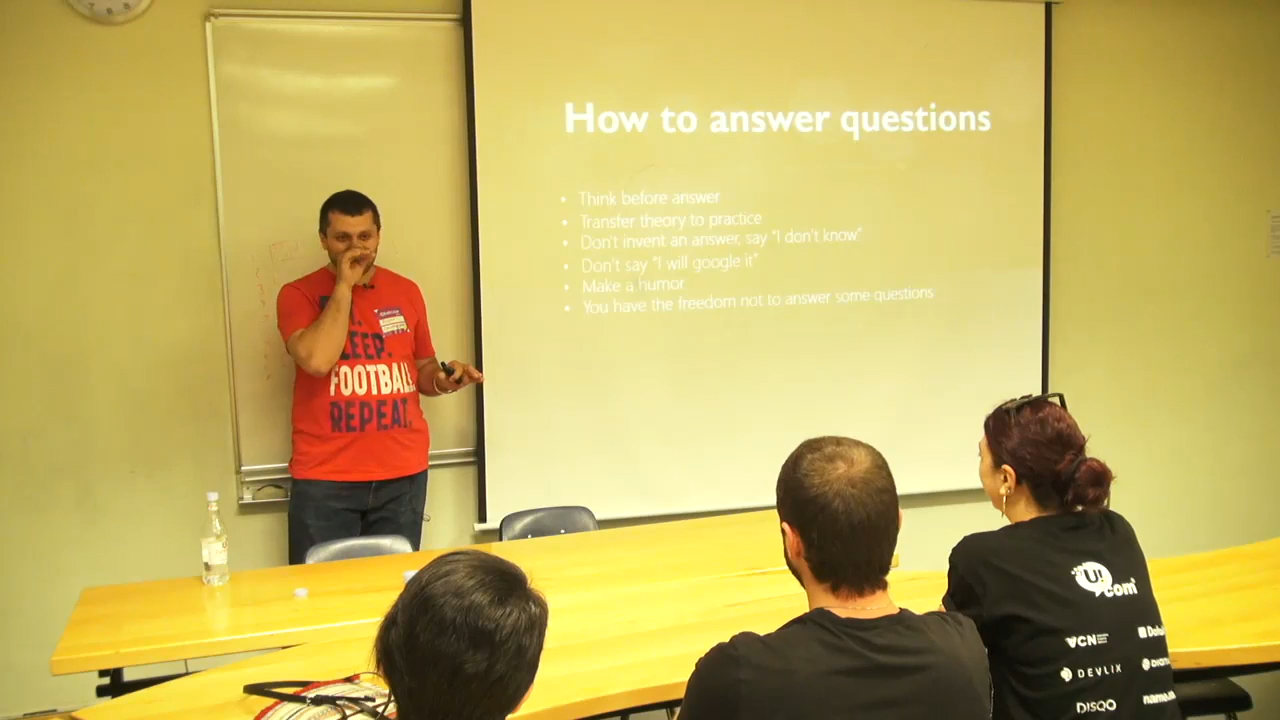 How to answer questions
• Think before answer
• Transfer theory to practice
• Don't invent an answer, say "I don't know"
• Don't say "I will google it"
• Make a humor
• You have the freedom not to answer some questions
FOOTBALL
REPEAT.
U!
com
VCN
DEVLIX
DISQO